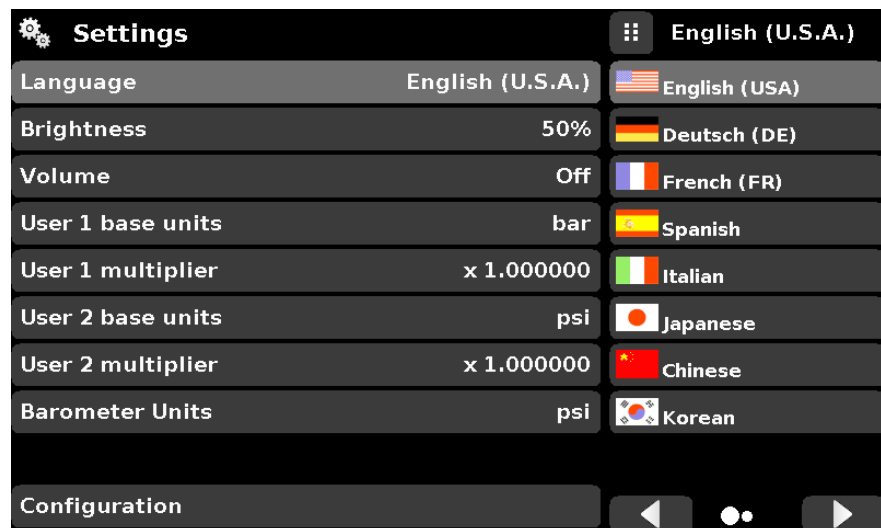 Settings
English (U.S.A.)
Language English (U.S.A.)
English (USA)
Brightness 50%
Deutsch (DE)
Volume Off
French (FR)
User 1 base units bar
Spanish
User 1 multiplier x 1.000000
Italian
User 2 base units psi
Japanese
User 2 multiplier x 1.000000
Chinese
Barometer Units psi
Korean
Configuration